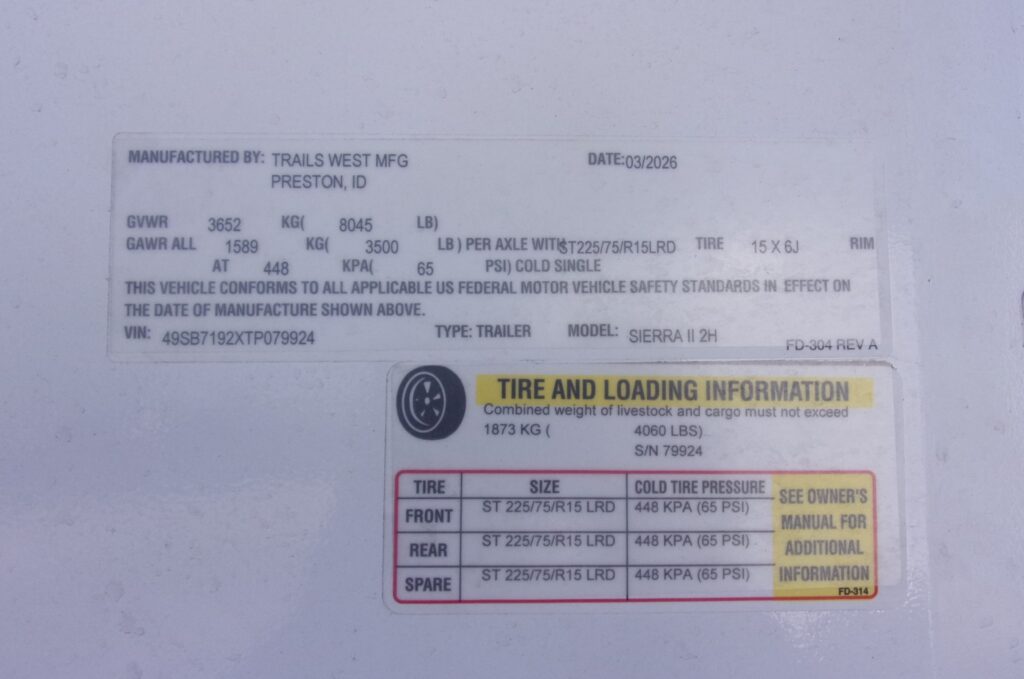 MANUFACTURED BY: TRAILS WEST MFG DATE: 03/2026
PRESTON, ID
GVWR 3652 KG( 8045 LB)
GAWR ALL 1589 KG( 3500 LB) PER AXLE WITH ST225/75/R15LRD TIRE 15 X 6J RIM
AT 448 KPA( 65 PSI) COLD SINGLE
THIS VEHICLE CONFORMS TO ALL APPLICABLE US FEDERAL MOTOR VEHICLE SAFETY STANDARDS IN EFFECT ON
THE DATE OF MANUFACTURE SHOWN ABOVE.
VIN: 49SB7192XTP079924 TYPE: TRAILER MODEL: SIERRA II 2H
FD-304 REV A
TIRE AND LOADING INFORMATION
Combined weight of livestock and cargo must not exceed
1873 KG ( 4060 LBS)
S/N 79924
TIRE SIZE COLD TIRE PRESSURE
FRONT ST 225/75/R15 LRD 448 KPA (65 PSI)
REAR ST 225/75/R15 LRD 448 KPA (65 PSI)
SPARE ST 225/75/R15 LRD 448 KPA (65 PSI)
SEE OWNER'S
MANUAL FOR
ADDITIONAL
INFORMATION
FD-314